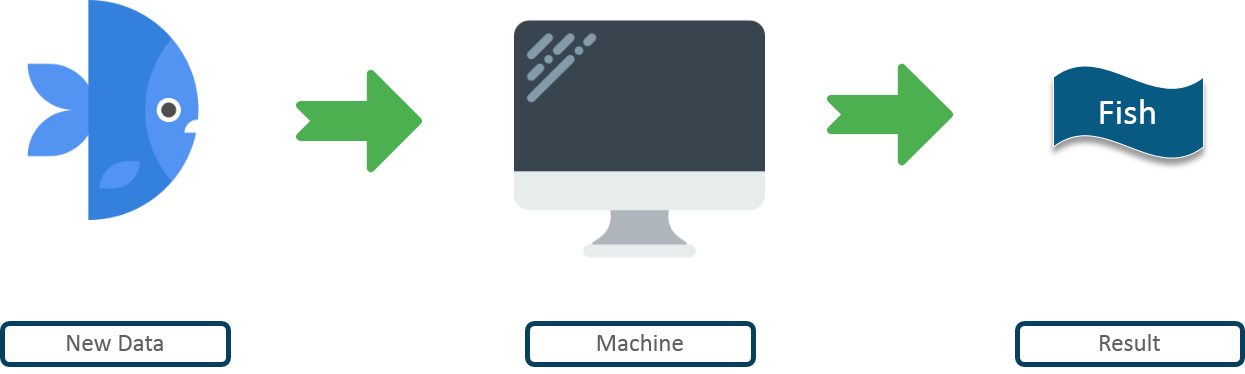 Fish
New Data
Machine
Result